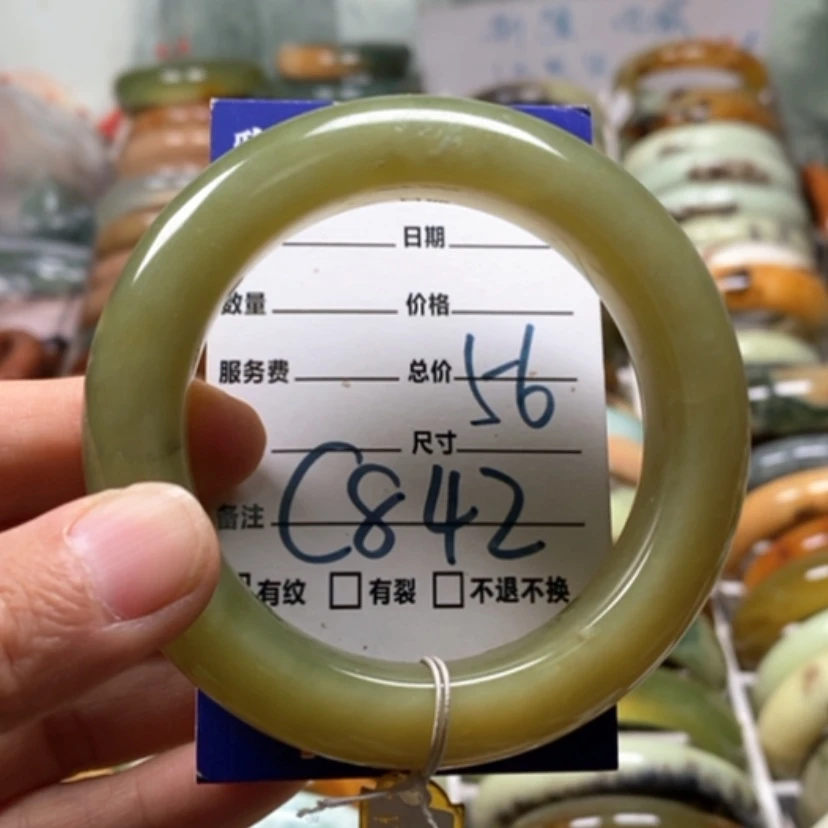 日期
数量 价格
服务费 总价 56
尺寸
备注 C842
有纹 □ 有裂 □ 不退不换